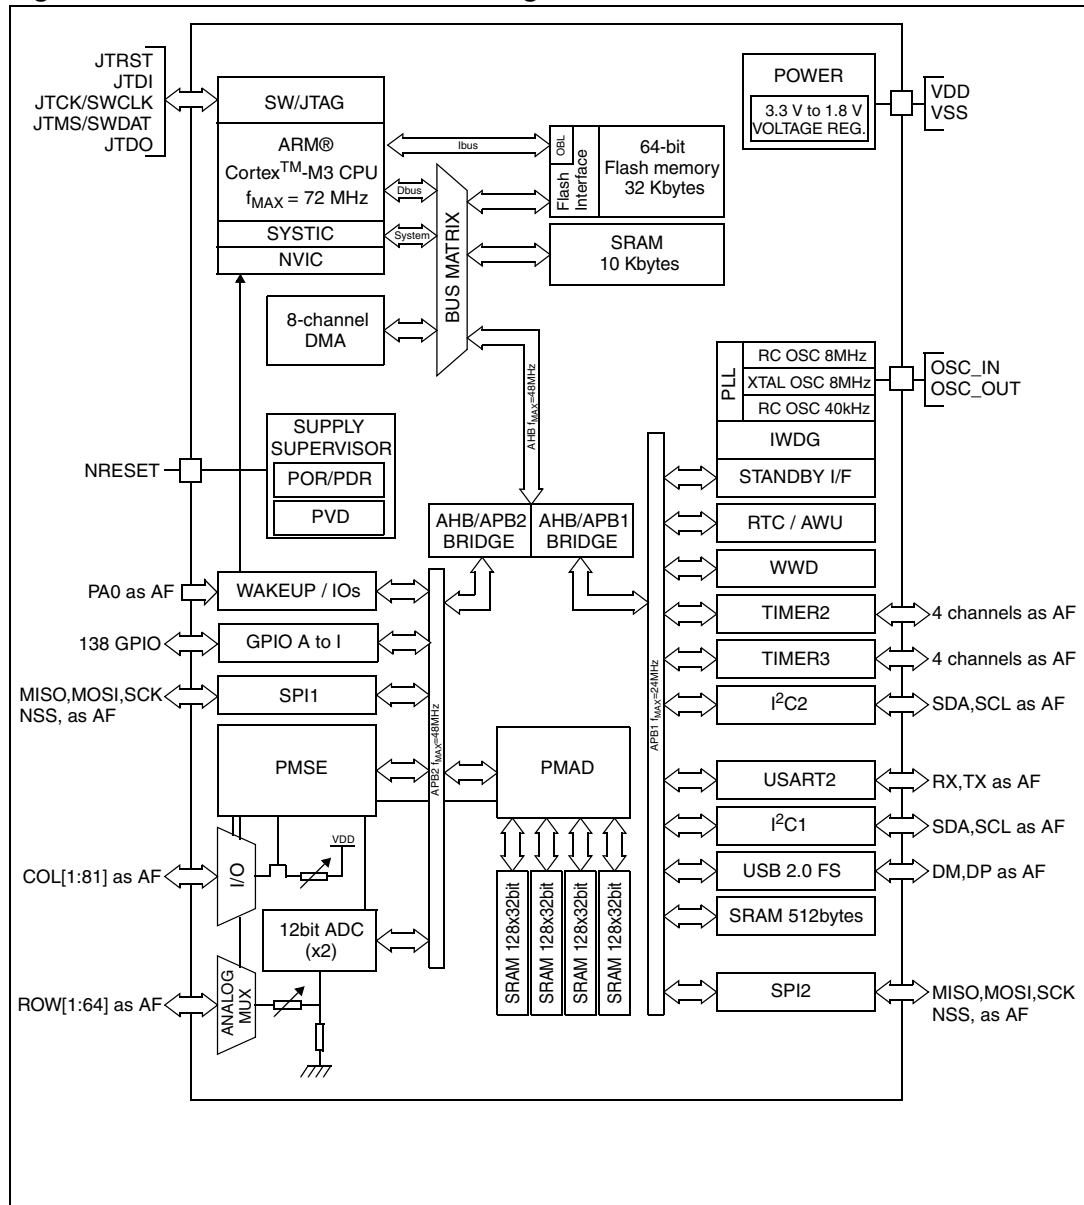 JTRST
JTDI
JTCK/SWCLK
JTMS/SWDAT
JTDO
SW/JTAG
ARM®
Cortex™-M3 CPU
fMAX = 72 MHz
SYSTIC
NVIC
Ibus
Dbus
System
BUS MATRIX
OBL
Flash
Interface
64-bit
Flash memory
32 Kbytes
SRAM
10 Kbytes
POWER
3.3 V to 1.8 V
VOLTAGE REG.
VDD
VSS
8-channel
DMA
AHB fMAX=48MHz
PLL
RC OSC 8MHz
XTAL OSC 8MHz
RC OSC 40kHz
OSC_IN
OSC_OUT
IWDG
STANDBY I/F
NRESET
SUPPLY
SUPERVISOR
POR/PDR
PVD
AHB/APB2
BRIDGE
AHB/APB1
BRIDGE
RTC / AWU
WWD
PA0 as AF
WAKEUP / IOs
138 GPIO
GPIO A to I
MISO,MOSI,SCK
NSS, as AF
SPI1
APB2 fMAX=48MHz
APB1 fMAX=24MHz
TIMER2
4 channels as AF
TIMER3
4 channels as AF
I²C2
SDA,SCL as AF
PMSE
PMAD
USART2
RX,TX as AF
I²C1
SDA,SCL as AF
USB 2.0 FS
DM,DP as AF
SRAM 512bytes
COL[1:81] as AF
I/O
VDD
12bit ADC
(x2)
SRAM 128x32bit
SRAM 128x32bit
SRAM 128x32bit
SRAM 128x32bit
ROW[1:64] as AF
ANALOG
MUX
SPI2
MISO,MOSI,SCK
NSS, as AF